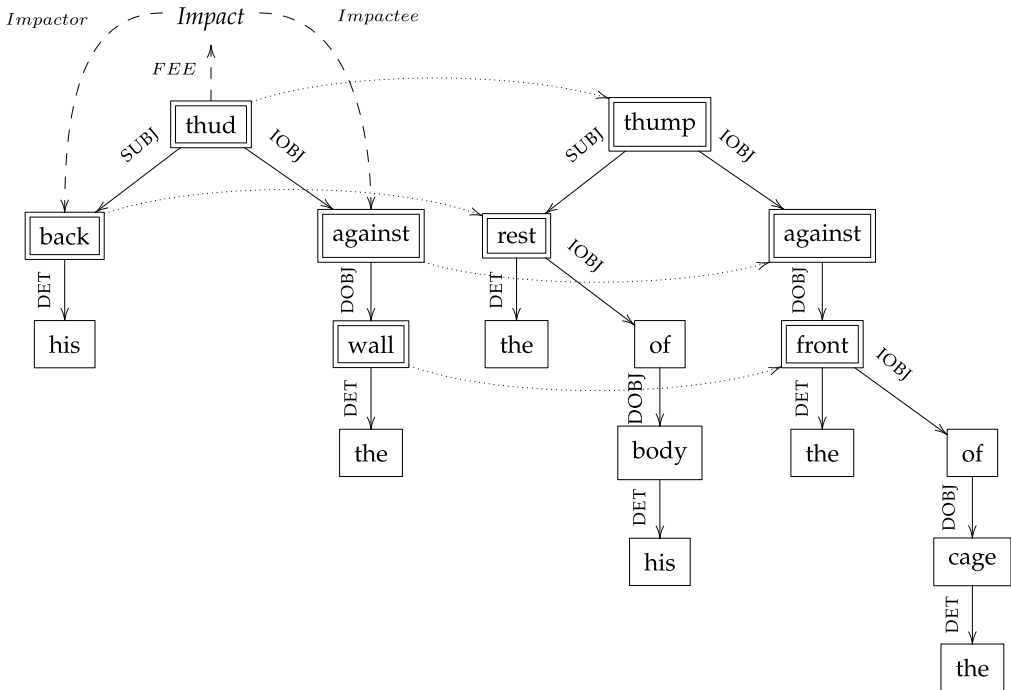 Impactor Impact Impactee
FEE
thud thump
SUBJ IOBJ SUBJ IOBJ
back against rest against
DET DOBJ DET IOBJ DOBJ
his wall the of front
DET DOBJ DET IOBJ
the body the of
DET DOBJ
his cage
DET
the